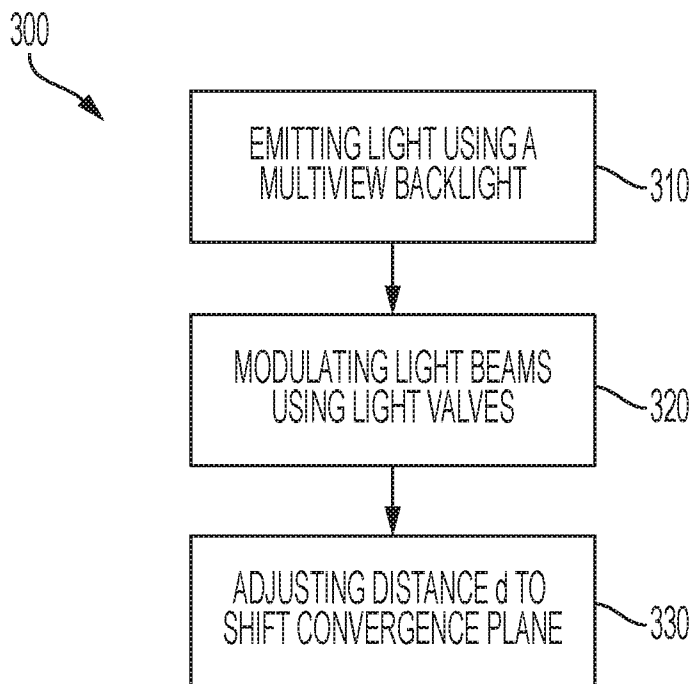 300
EMITTING LIGHT USING A
MULTIVIEW BACKLIGHT
310
MODULATING LIGHT BEAMS
USING LIGHT VALVES
320
ADJUSTING DISTANCE d TO
SHIFT CONVERGENCE PLANE
330